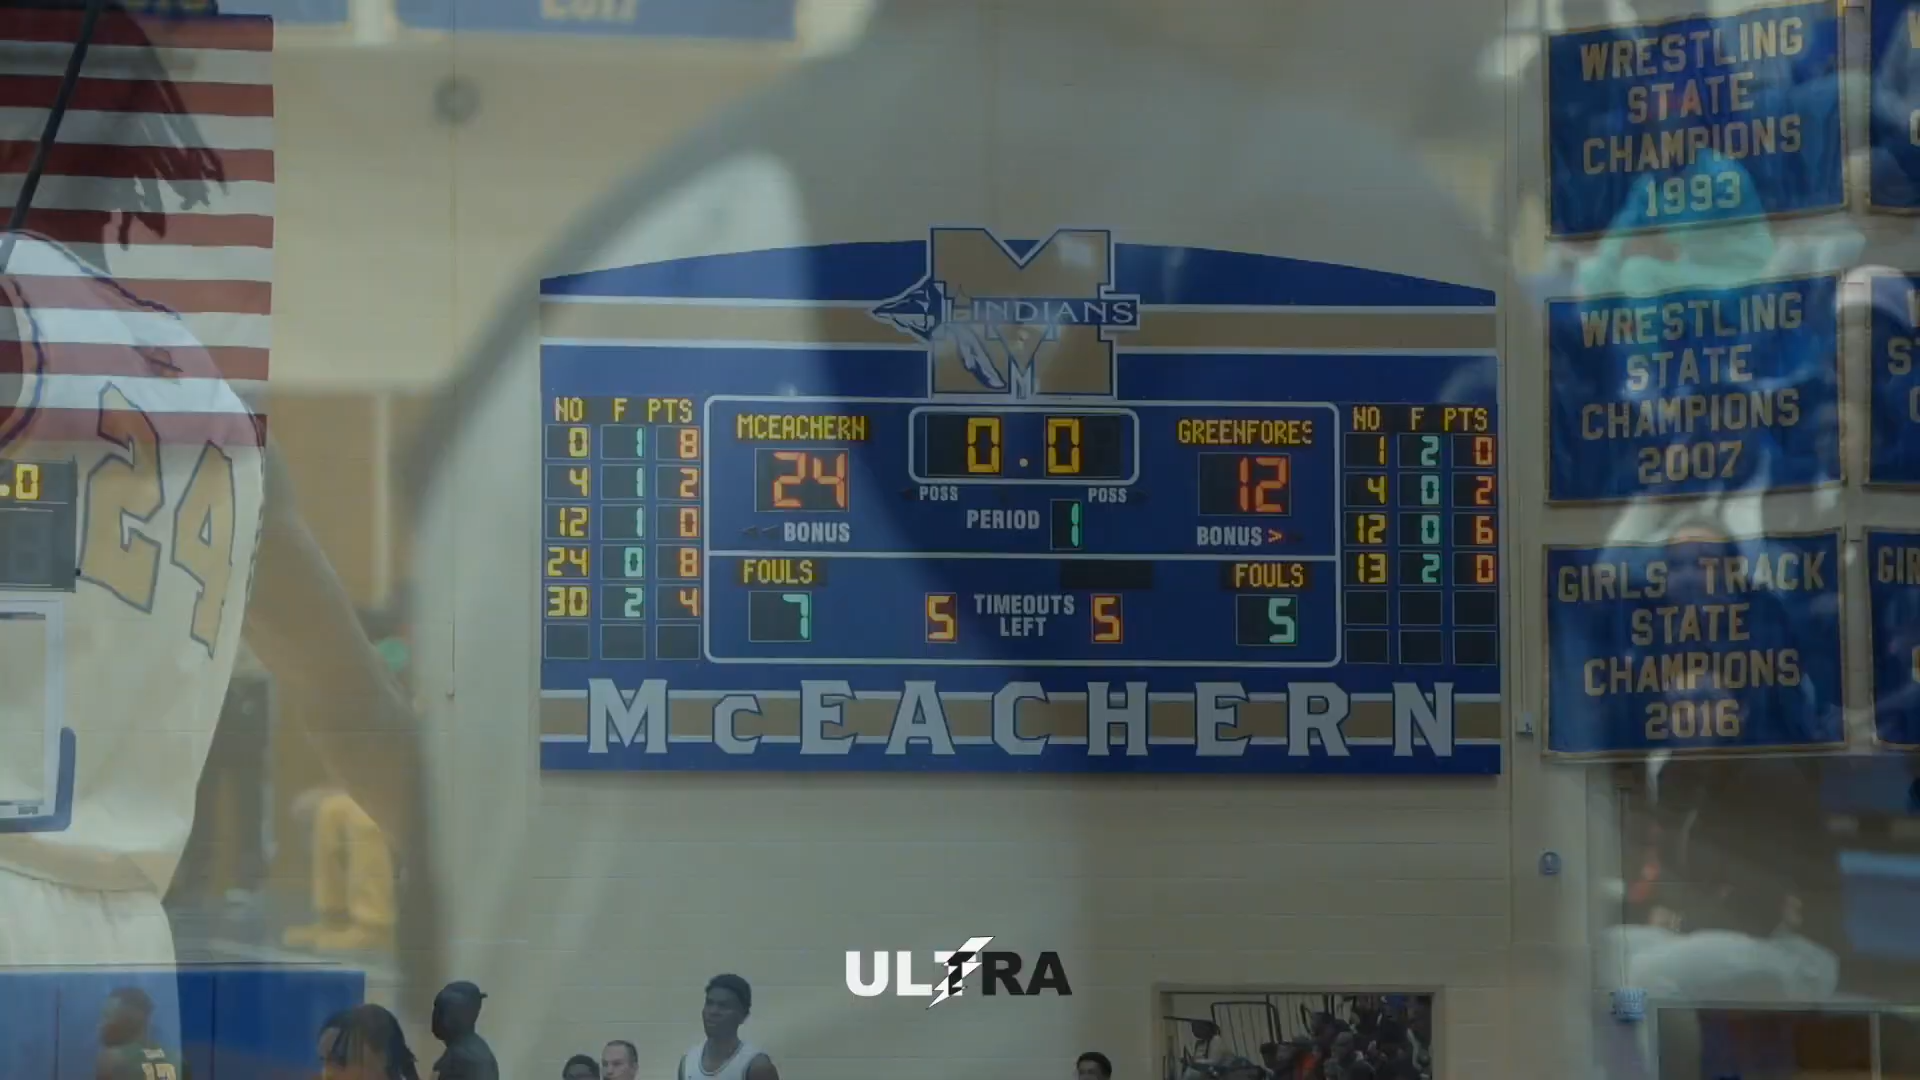 2017
WRESTLING
STATE
CHAMPIONS
1993
INDIANS
M
WRESTLING
STATE
CHAMPIONS
2007
NO F PTS
0 1 8
4 1 2
12 1 0
24 0 8
30 2 4
MCEACHERN
24
BONUS
0.0
POSS POSS
PERIOD 1
GREENFORES
12
BONUS >
FOULS
7
5 TIMEOUTS 5
LEFT
FOULS
5
NO F PTS
1 2 0
4 0 2
12 0 6
13 2 0
GIRLS TRACK
STATE
CHAMPIONS
2016
GIR
.0
24
McEACHERN
ULTRA